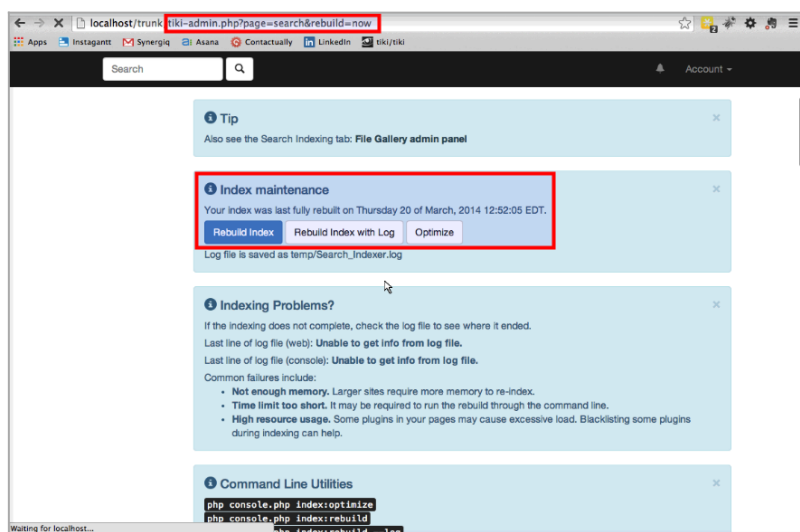 localhost/trunk/tiki-admin.php?page=search&rebuild=now
Apps Instagantt Synergiq Asana Contactually LinkedIn tiki/tiki
Search Account
Tip
Also see the Search Indexing tab: File Gallery admin panel
Index maintenance
Your index was last fully rebuilt on Thursday 20 of March, 2014 12:52:05 EDT.
Rebuild Index Rebuild Index with Log Optimize
Log file is saved as temp/Search_Indexer.log
Indexing Problems?
If the indexing does not complete, check the log file to see where it ended.
Last line of log file (web): Unable to get info from log file.
Last line of log file (console): Unable to get info from log file.
Common failures include:
• Not enough memory. Larger sites require more memory to re-index.
• Time limit too short. It may be required to run the rebuild through the command line.
• High resource usage. Some plugins in your pages may cause excessive load. Blacklisting some plugins
during indexing can help.
Command Line Utilities
php console.php index:optimize
php console.php index:rebuild
index:rebuild --log
Waiting for localhost...